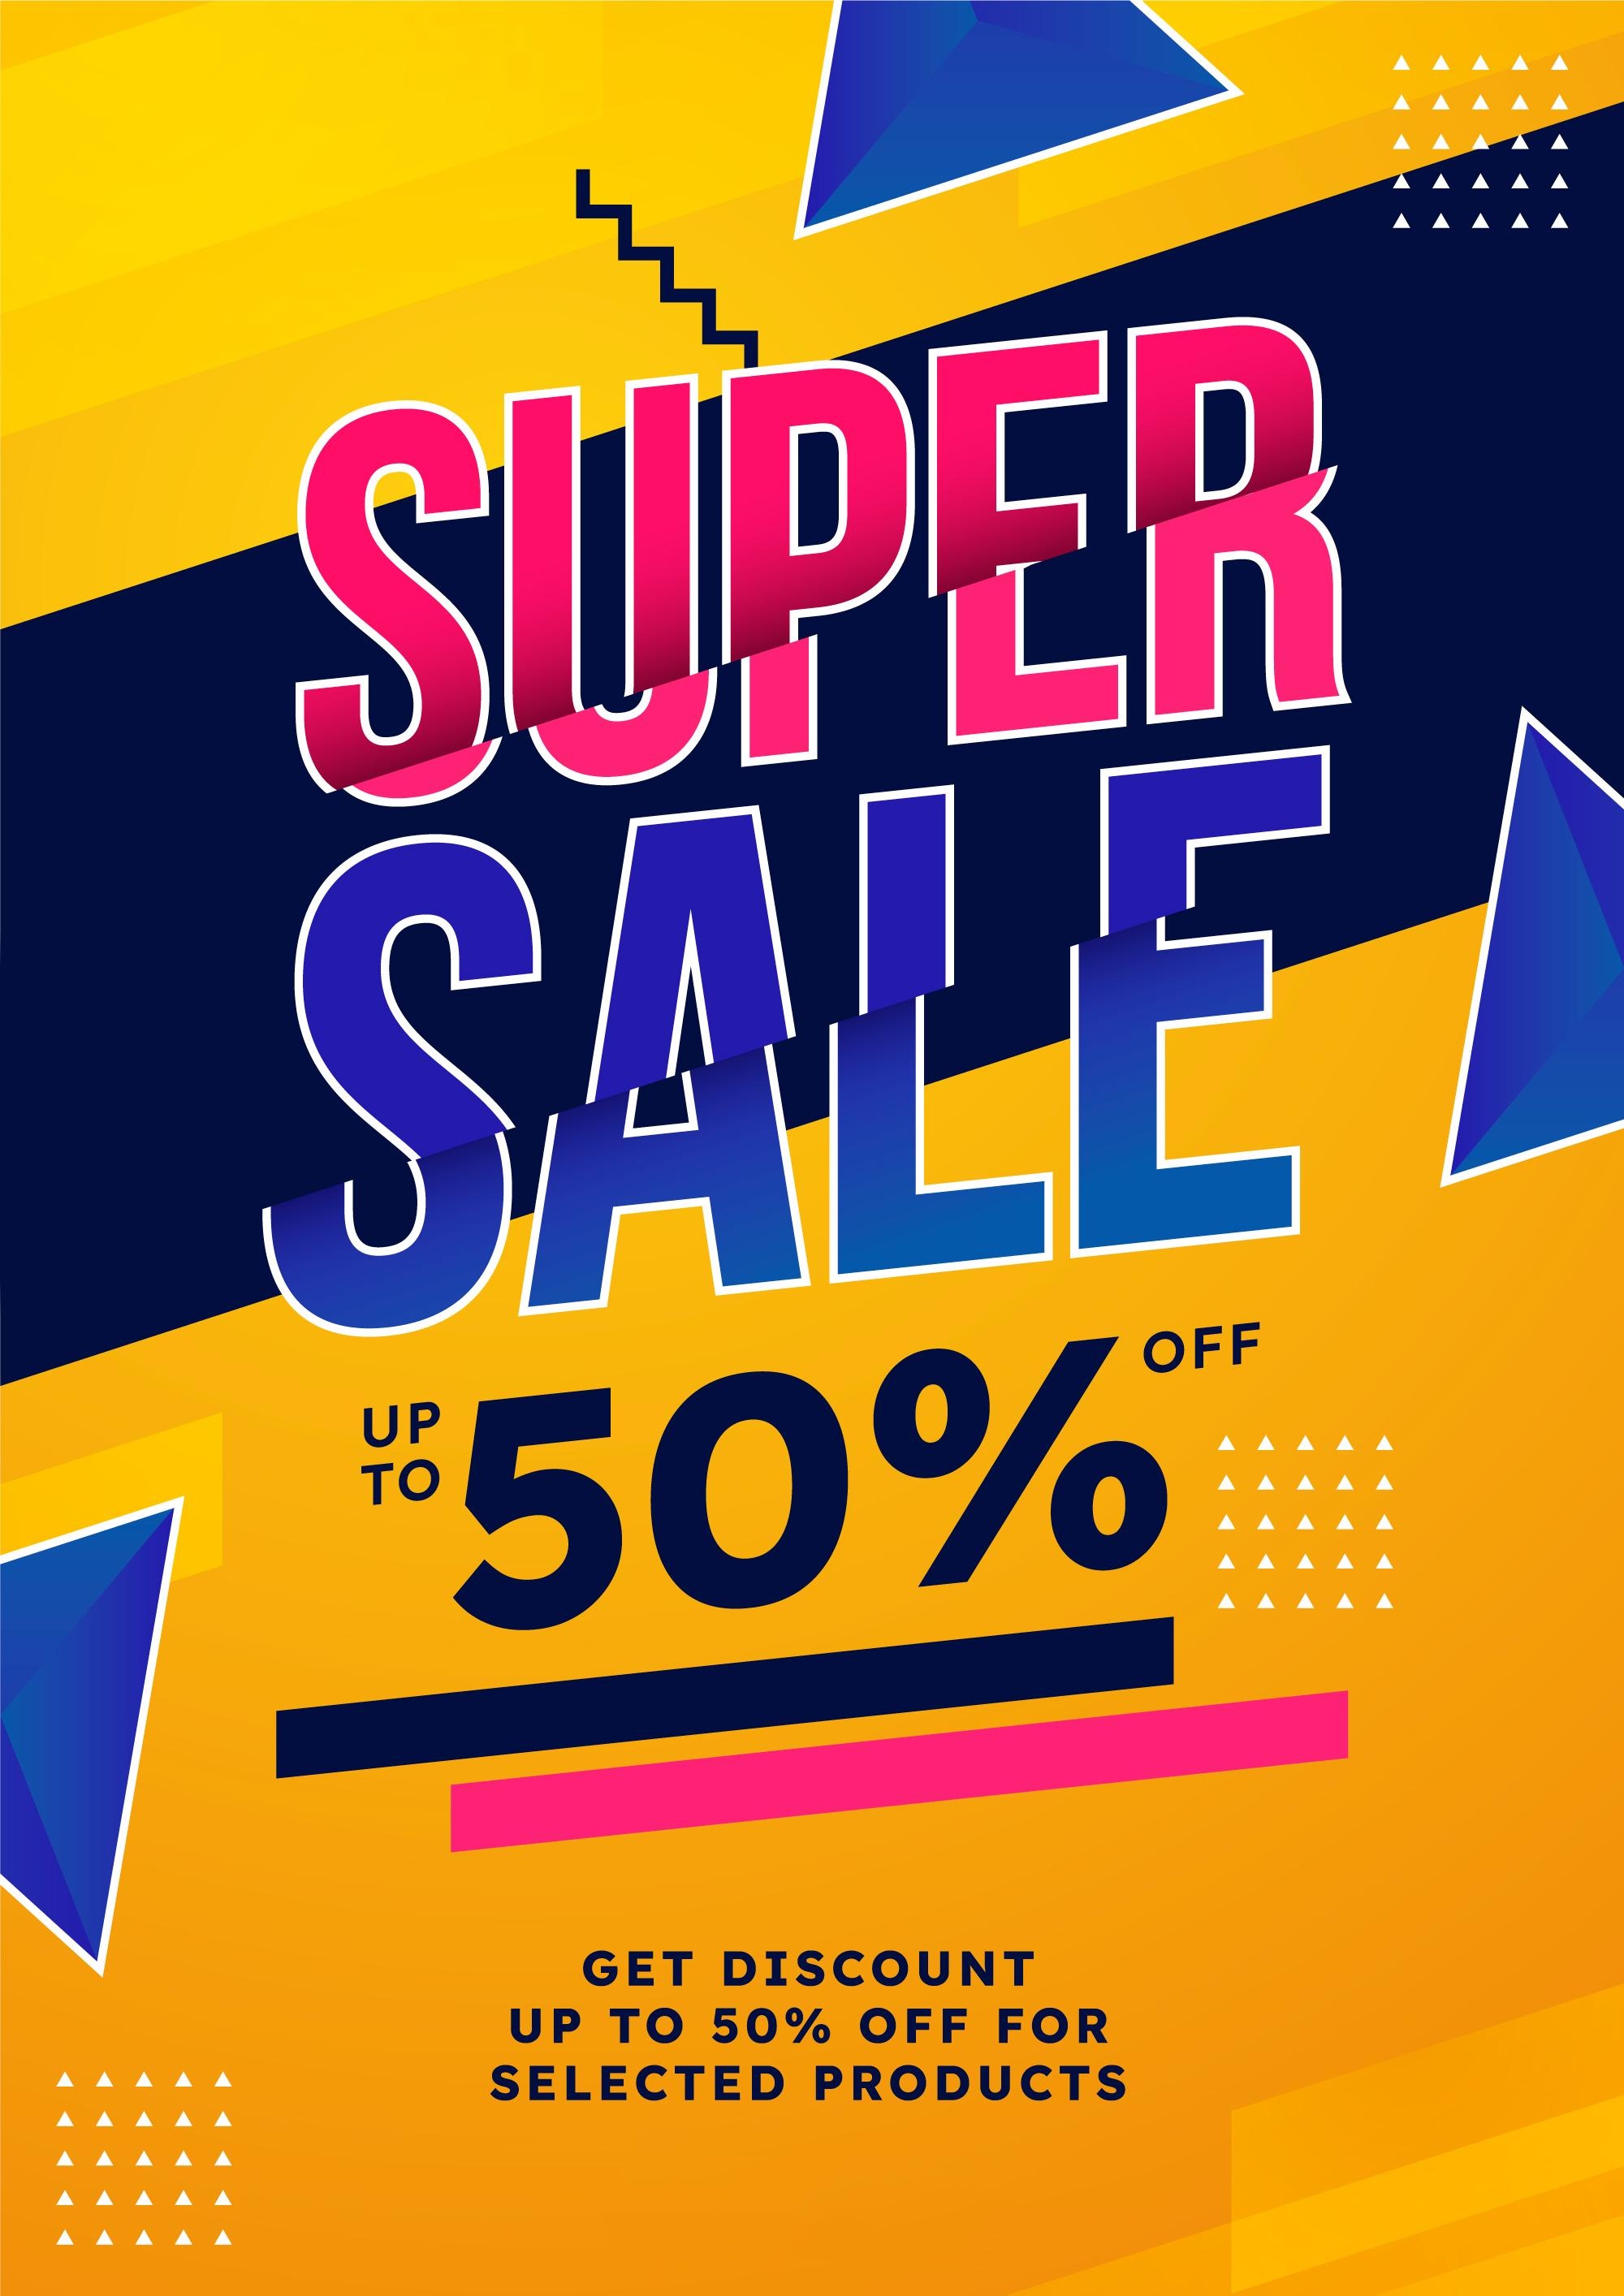 SUPER
SALE
UP
TO
50%
OFF
GET DISCOUNT
UP TO 50% OFF FOR
SELECTED PRODUCTS